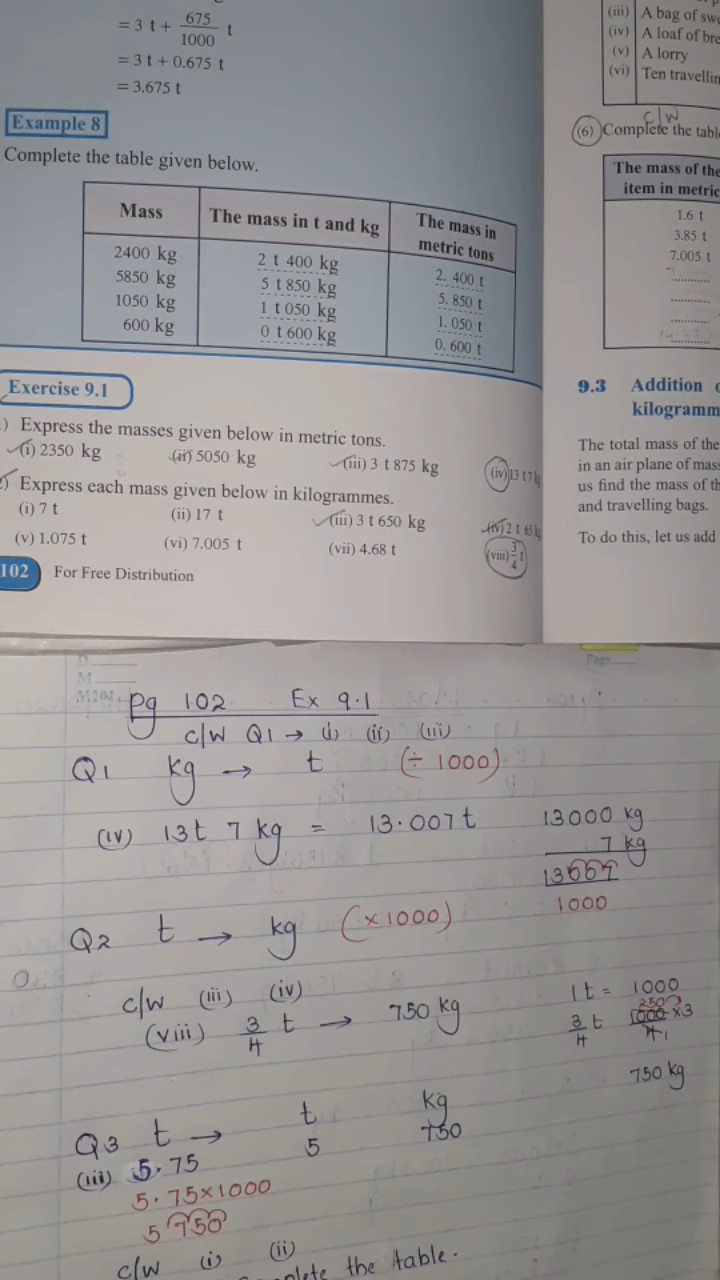 = 3 t + 675/1000 t
= 3 t + 0.675 t
= 3.675 t
Example 8
Complete the table given below.
Mass The mass in t and kg The mass in metric tons
2400 kg 2 t 400 kg 2. 400 t
5850 kg 5 t 850 kg 5. 850 t
1050 kg 1 t 050 kg 1. 050 t
600 kg 0 t 600 kg 0. 600 t
Exercise 9.1
) Express the masses given below in metric tons.
(i) 2350 kg (ii) 5050 kg (iii) 3 t 875 kg (iv) 13 t 7 kg
) Express each mass given below in kilogrammes.
(i) 7 t (ii) 17 t (iii) 3 t 650 kg (iv) 2 t 65 kg
(v) 1.075 t (vi) 7.005 t (vii) 4.68 t (viii) 3/4 t
102 For Free Distribution
(iii) A bag of
(iv) A loaf of
(v) A lorry
(vi) Ten
c/w
(6) Complete the
The mass of the
item in metric
1.6 t
3.85 t
7.005 t
9.3 Addition
The total mass of the
in an air plane of
us find the mass of
and travelling bags.
To do this, let us add
D
M
Page
Pg 102 Ex 9.1
c/w Q1 → (i) (ii) (iii)
Q1 kg → t (÷ 1000)
(iv) 13t 7 kg = 13.007t
13000 kg
7 kg
13007
1000
Q2 t → kg (×1000)
c/w (iii) (iv)
(viii) 3/4 t → 750 kg
1t = 1000
250
3/4 t 1000 ×3
4 1
750 kg
Q3 t → t kg
(iii) 5.75 5 750
5.75×1000
5750
c/w (i) (ii)
the table.